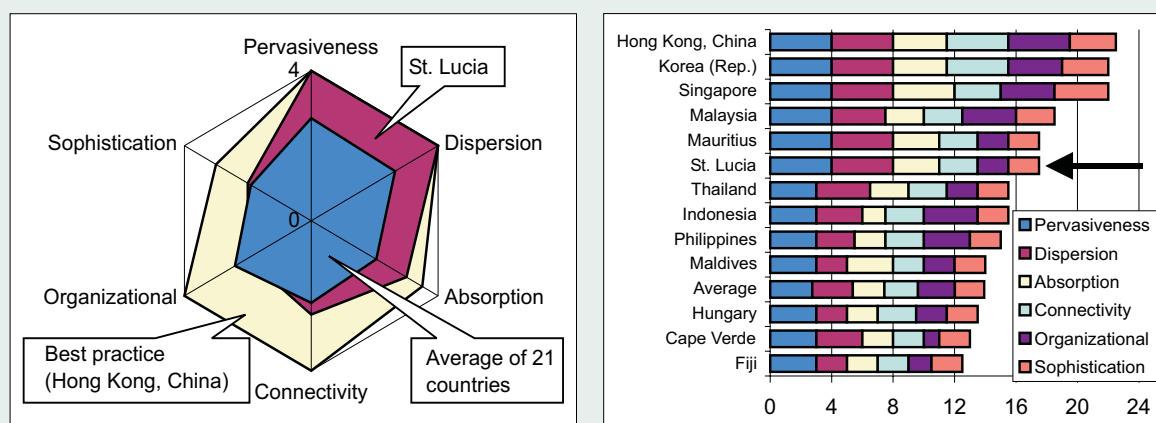 Pervasiveness
4
St. Lucia
Sophistication
Dispersion
0
Organizational
Absorption
Best practice
(Hong Kong, China)
Average of 21
countries
Connectivity
Hong Kong, China
Korea (Rep.)
Singapore
Malaysia
Mauritius
St. Lucia
Thailand
Indonesia
Philippines
Maldives
Average
Hungary
Cape Verde
Fiji
Pervasiveness
Dispersion
Absorption
Connectivity
Organizational
Sophistication
0 4 8 12 16 20 24